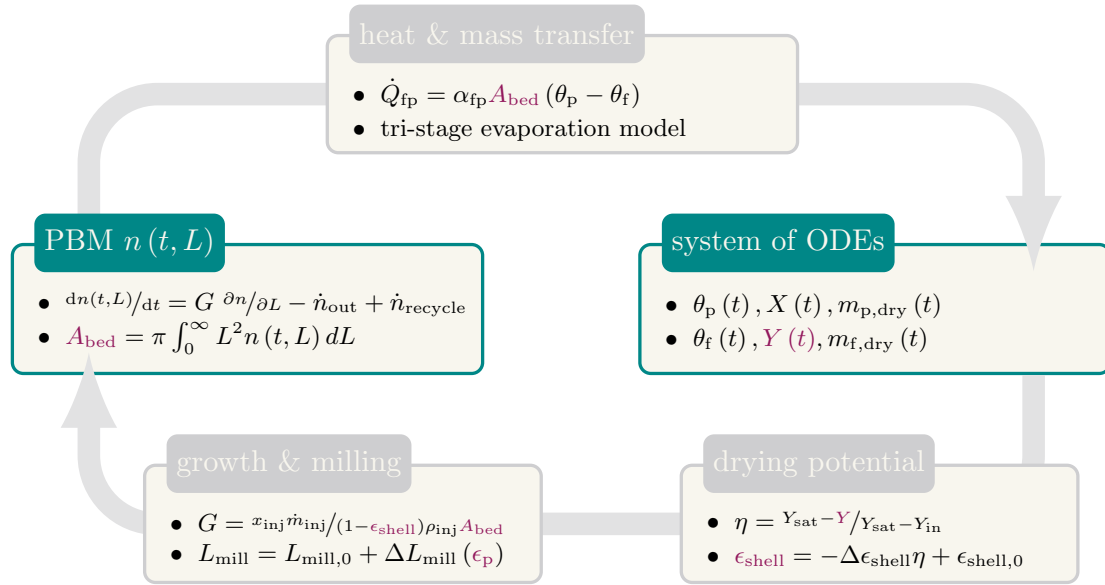 heat & mass transfer
• Q̇_fp = α_fp A_bed (θ_p − θ_f)
• tri-stage evaporation model
PBM n (t, L)
• dn(t,L)/dt = G ∂n/∂L − ṅ_out + ṅ_recycle
• A_bed = π ∫_0^∞ L² n (t, L) dL
system of ODEs
• θ_p (t) , X (t) , m_p,dry (t)
• θ_f (t) , Y (t), m_f,dry (t)
growth & milling
• G = x_inj ṁ_inj/(1−ϵ_shell)ρ_inj A_bed
• L_mill = L_mill,0 + ΔL_mill (ϵ_p)
drying potential
• η = Y_sat−Y/Y_sat−Y_in
• ϵ_shell = −Δϵ_shell η + ϵ_shell,0